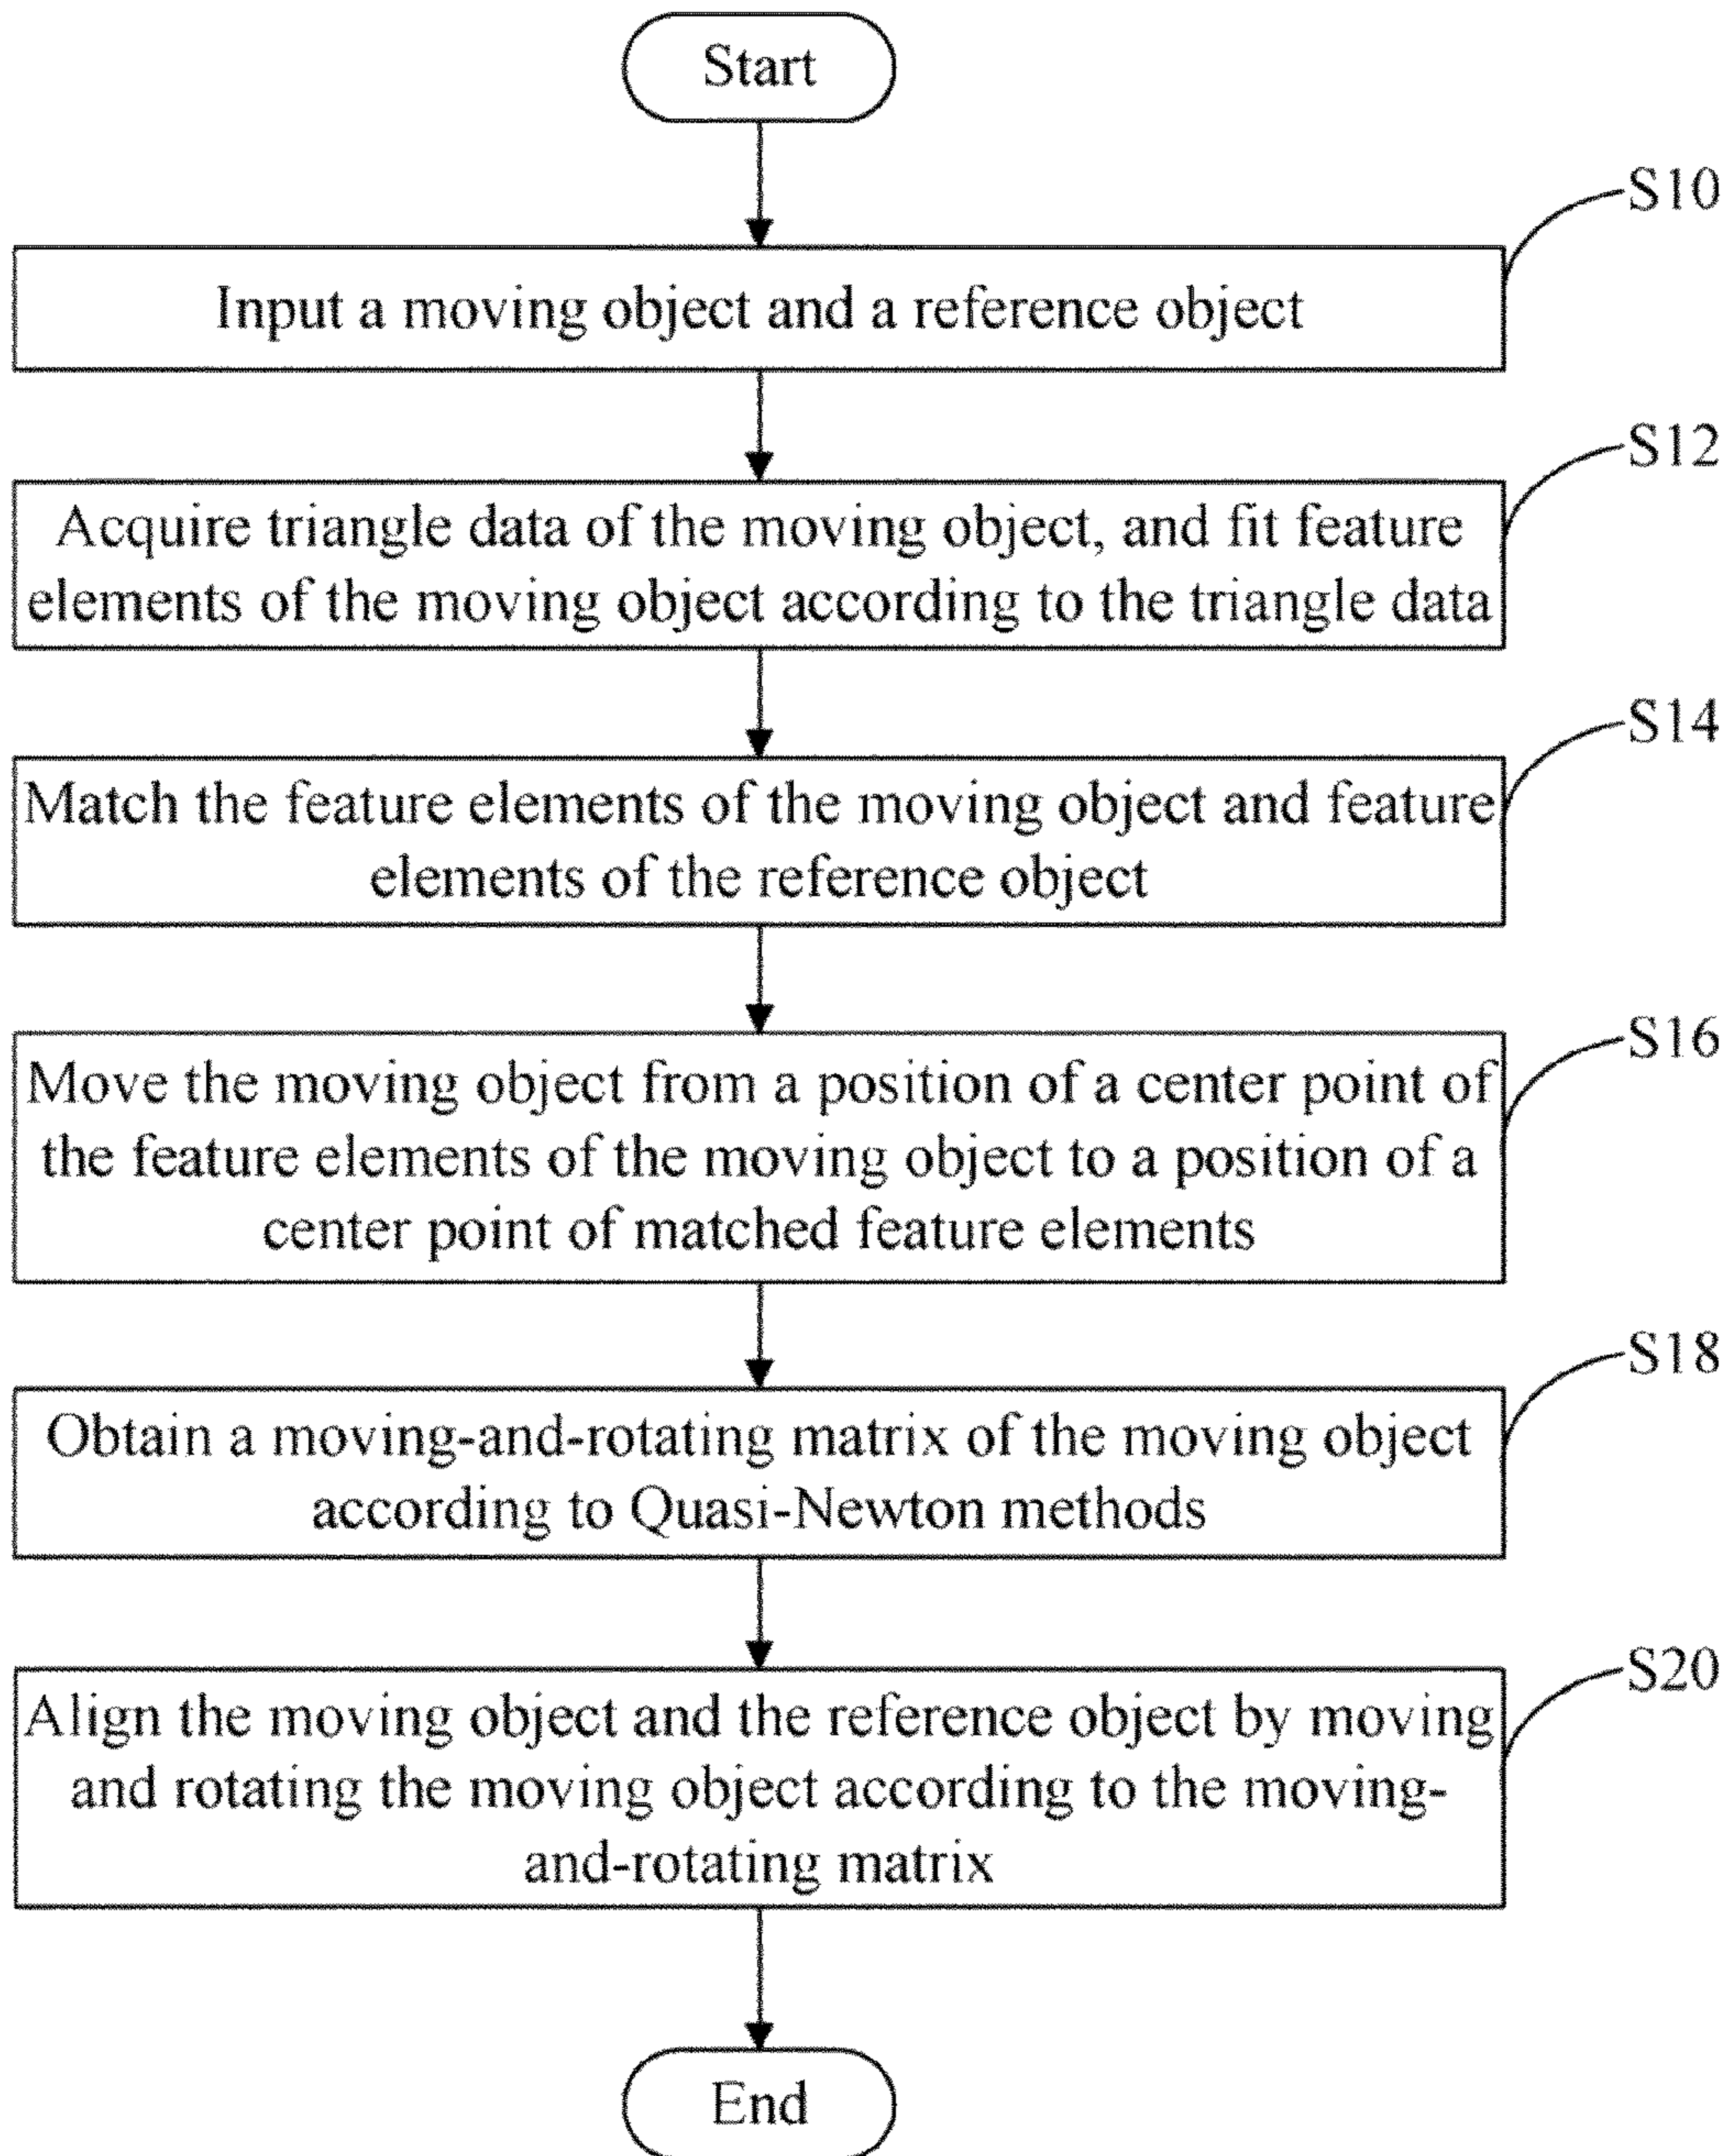 Start
S10
Input a moving object and a reference object
S12
Acquire triangle data of the moving object, and fit feature
elements of the moving object according to the triangle data
S14
Match the feature elements of the moving object and feature
elements of the reference object
S16
Move the moving object from a position of a center point of
the feature elements of the moving object to a position of a
center point of matched feature elements
S18
Obtain a moving-and-rotating matrix of the moving object
according to Quasi-Newton methods
S20
Align the moving object and the reference object by moving
and rotating the moving object according to the moving-
and-rotating matrix
End